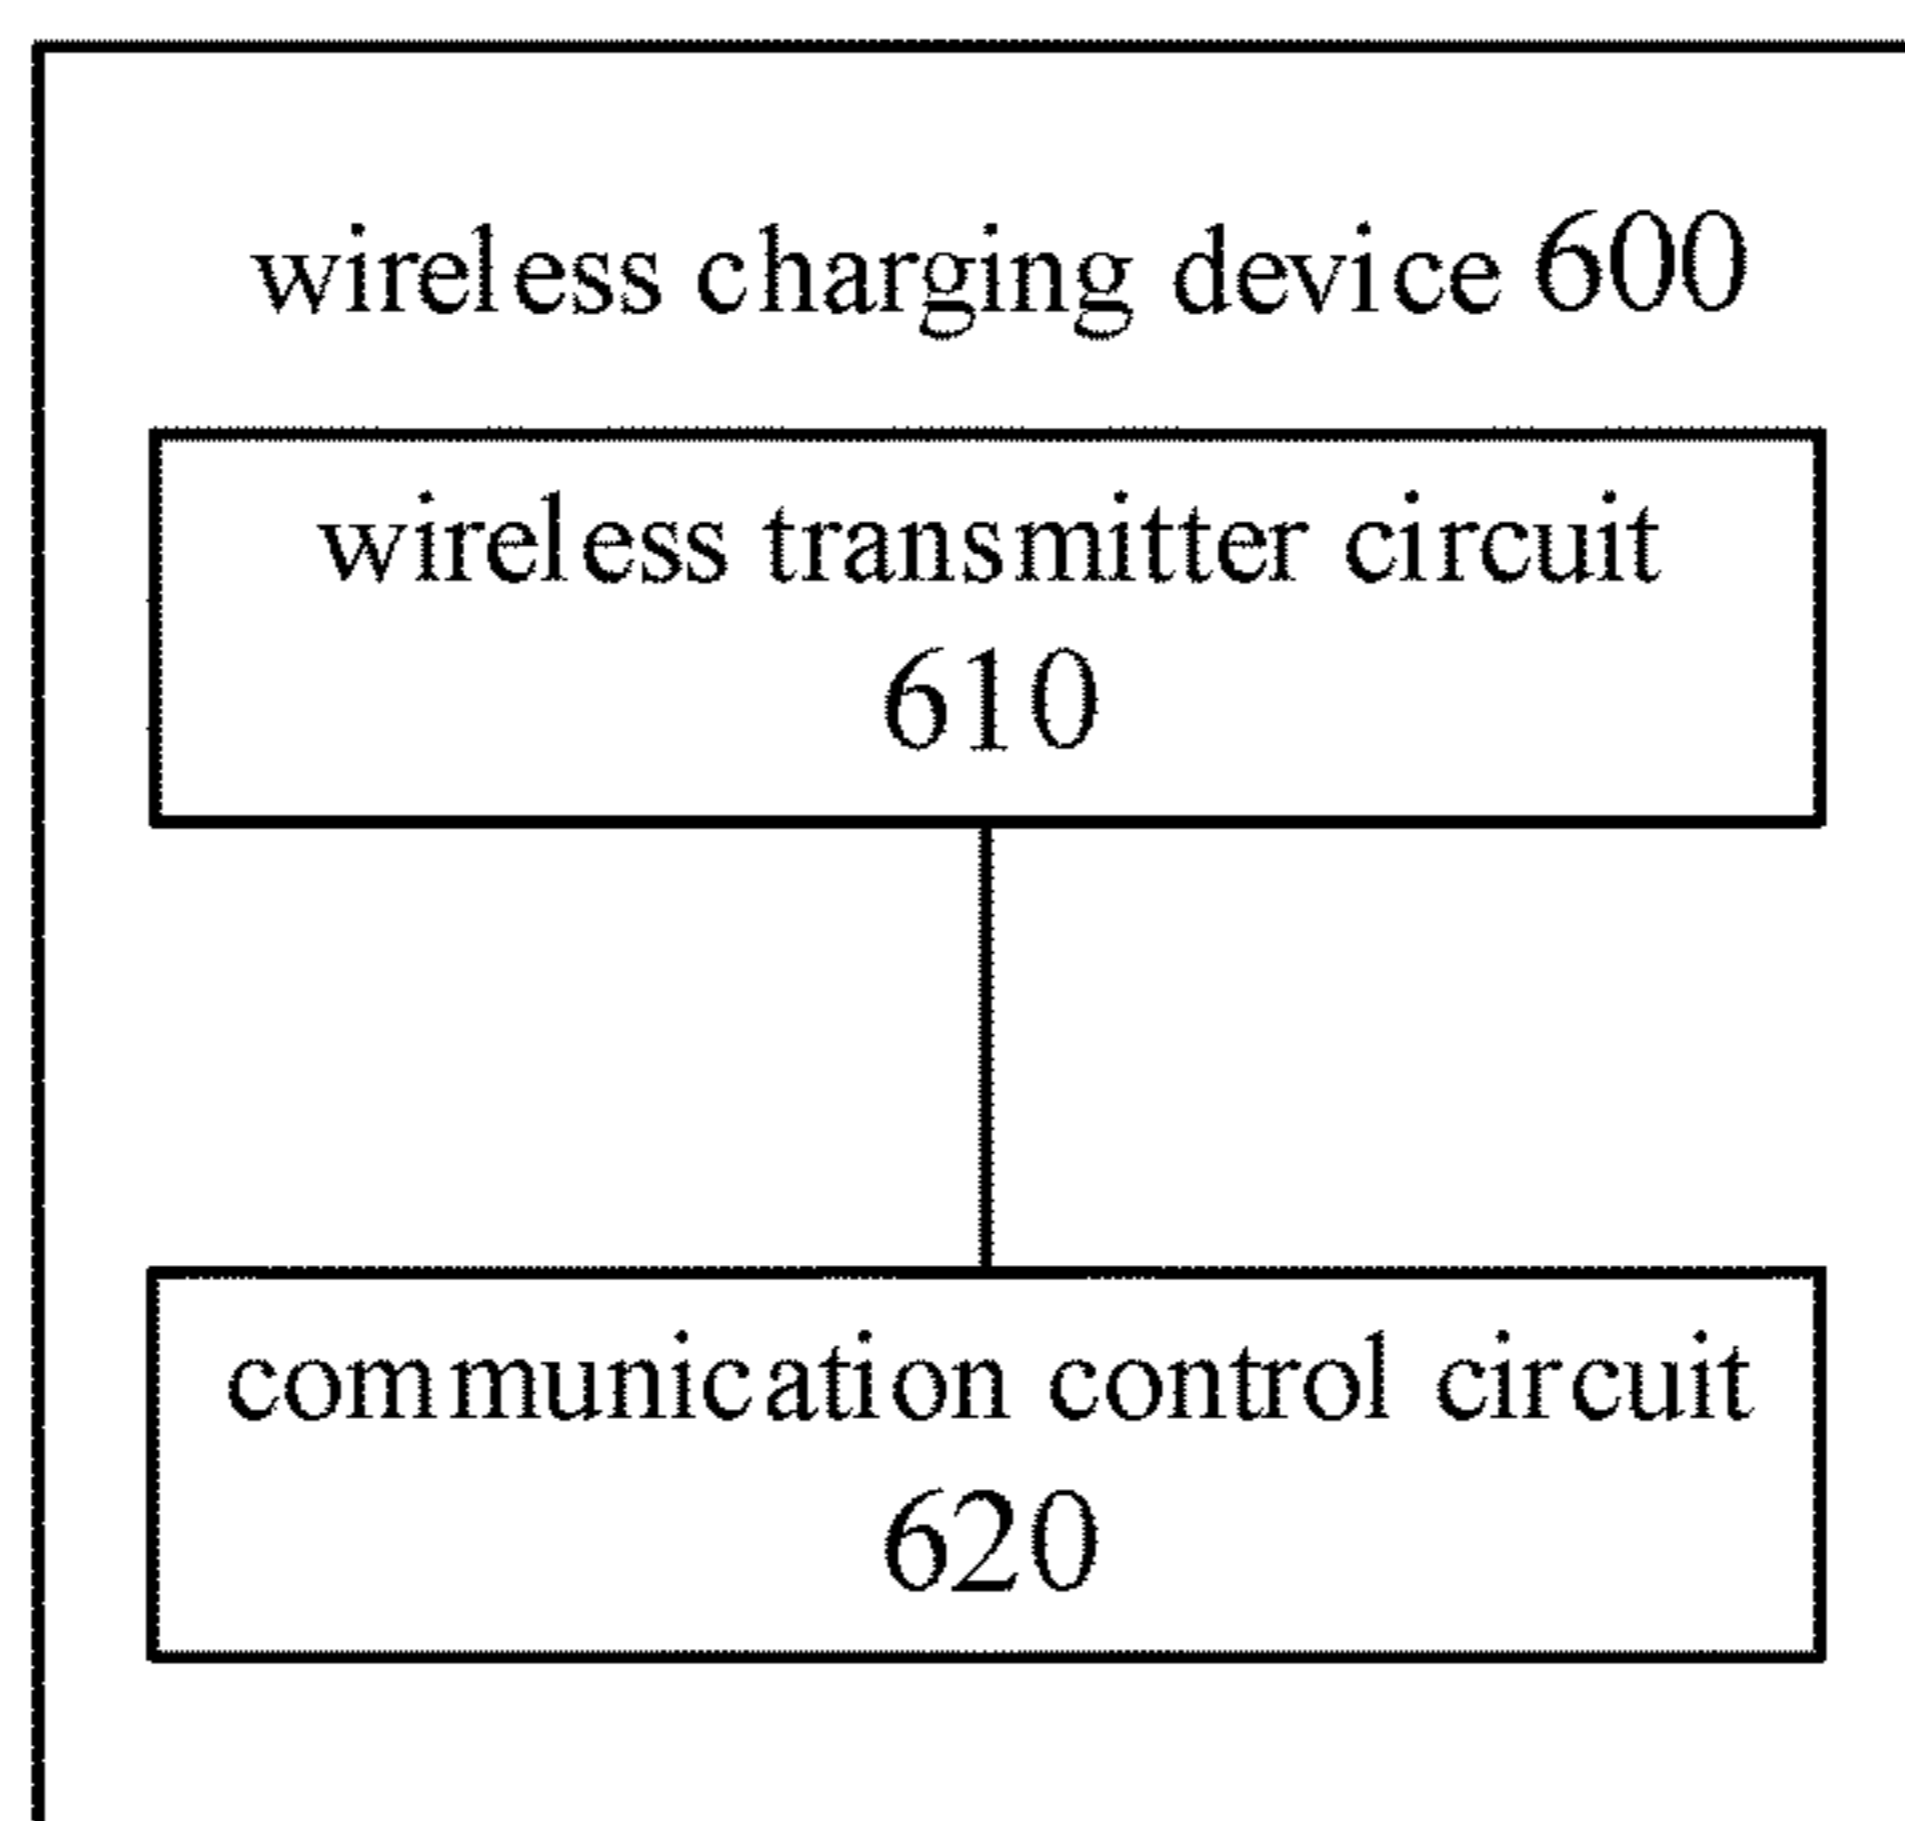 wireless charging device 600
wireless transmitter circuit
610
communication control circuit
620